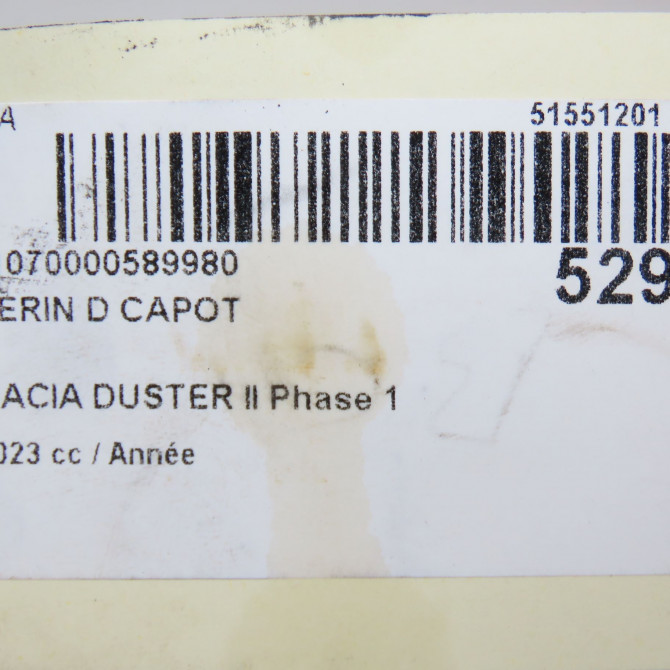 A 51551201
070000589980 529
ERIN D CAPOT
ACIA DUSTER II Phase 1
023 cc / Année